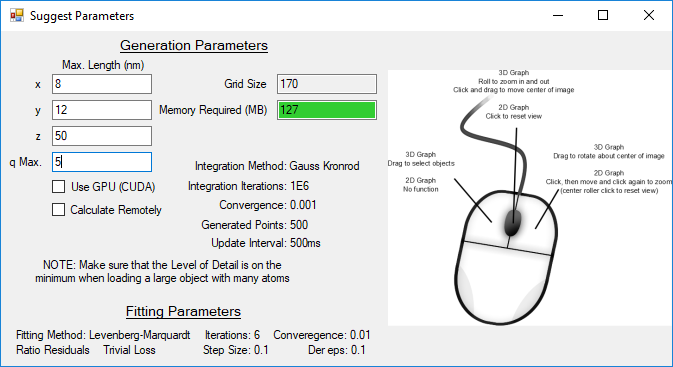 Suggest Parameters
Generation Parameters
Max. Length (nm)
x 8
y 12
z 50
q Max. 5
Grid Size 170
Memory Required (MB) 127
Use GPU (CUDA)
Calculate Remotely
Integration Method: Gauss Kronrod
Integration Iterations: 1E6
Convergence: 0.001
Generated Points: 500
Update Interval: 500ms
NOTE: Make sure that the Level of Detail is on the
minimum when loading a large object with many atoms
Fitting Parameters
Fitting Method: Levenberg-Marquardt Iterations: 6 Converegence: 0.01
Ratio Residuals Trivial Loss Step Size: 0.1 Der eps: 0.1
3D Graph
Roll to zoom in and out
Click and drag to move center of image
2D Graph
Click to reset view
3D Graph
Drag to select objects
2D Graph
No function
3D Graph
Drag to rotate about center of image
2D Graph
Click, then move and click again to zoom
(center roller click to reset view)